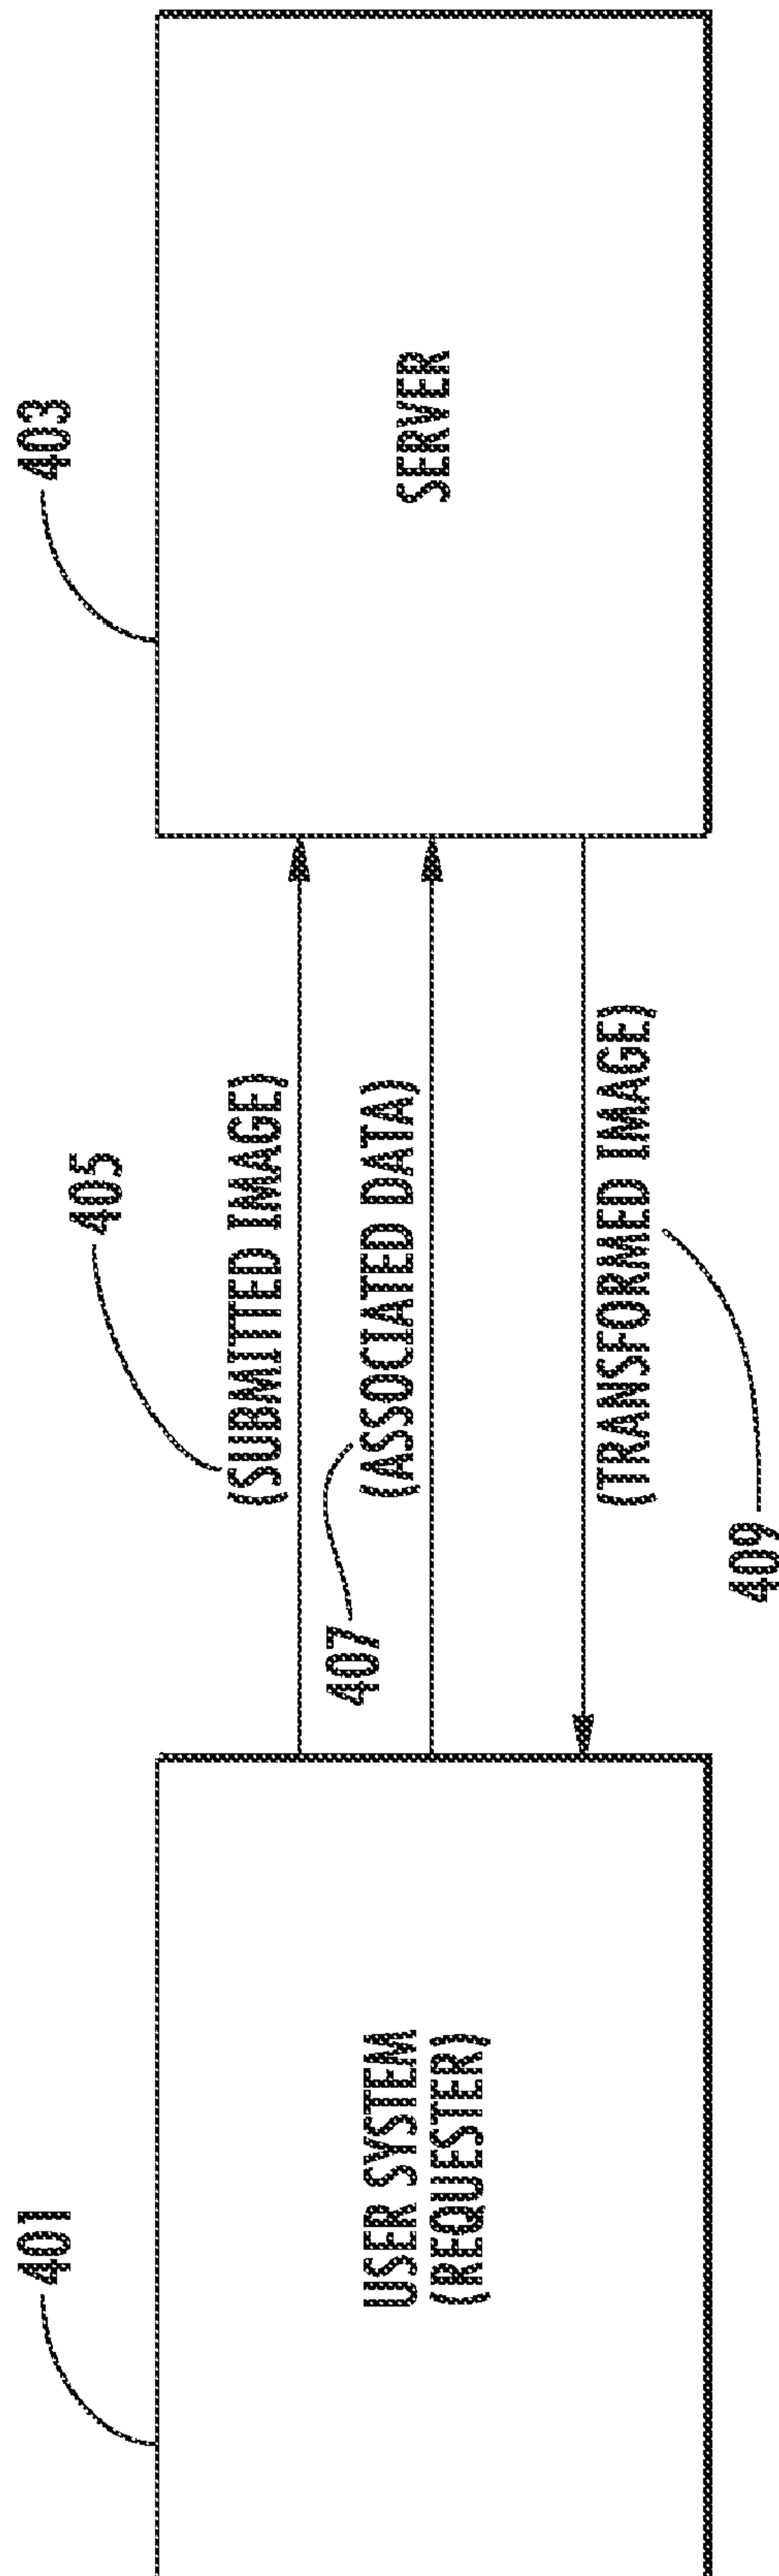 401
USER SYSTEM
(REQUESTER)
405
(SUBMITTED IMAGE)
407
(ASSOCIATED DATA)
(TRANSFORMED IMAGE)
409
403
SERVER